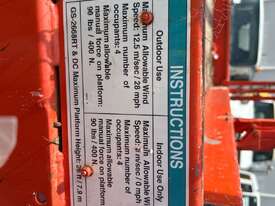 INSTRUCTIONS
Outdoor Use
Maximum Allowable Wind
Speed: 12.5 m/sec / 28 mph
Maximum number of
occupants: 4
Maximum allowable
manual force on platform:
90 lbs / 400 N.
Indoor Use Only
Maximum Allowable Wi
Speed: 0 m/sec / 0 mph
Maximum number of
occupants: 4
Maximum allowable
manual force on platform:
90 lbs / 400 N.
GS-2668RT & DC Maximum Platform Height: 26 ft / 7.9 m